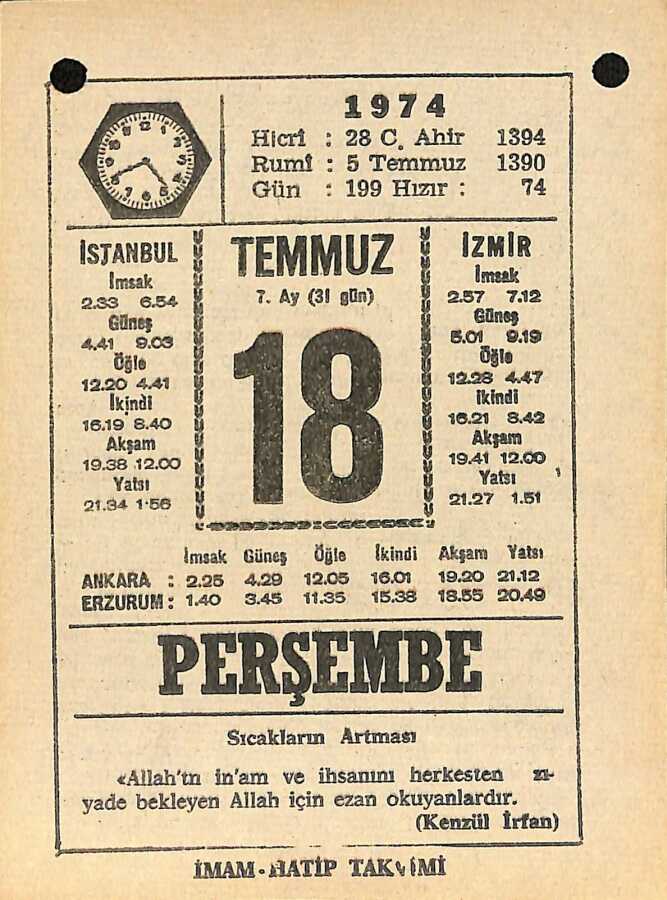 1974
Hicrî : 28 C. Ahir 1394
Rumî : 5 Temmuz 1390
Gün : 199 Hızır : 74
İSTANBUL
İmsak
2.33 6.54
Güneş
4.41 9.03
Öğle
12.20 4.41
İkindi
16.19 8.40
Akşam
19.38 12.00
Yatsı
21.34 1.56
TEMMUZ
7. Ay (31 gün)
18
İZMİR
İmsak
2.57 7.12
Güneş
5.01 9.19
Öğle
12.28 4.47
İkindi
16.21 8.42
Akşam
19.41 12.00
Yatsı
21.27 1.51
İmsak Güneş Öğle İkindi Akşam Yatsı
ANKARA : 2.25 4.29 12.05 16.01 19.20 21.12
ERZURUM : 1.40 3.45 11.35 15.38 18.55 20.49
PERŞEMBE
Sıcakların Artması
«Allah'ın in'am ve ihsanını herkesten zi-
yade bekleyen Allah için ezan okuyanlardır.
(Kenzül İrfan)
İMAM-HATİP TAKVİMİ